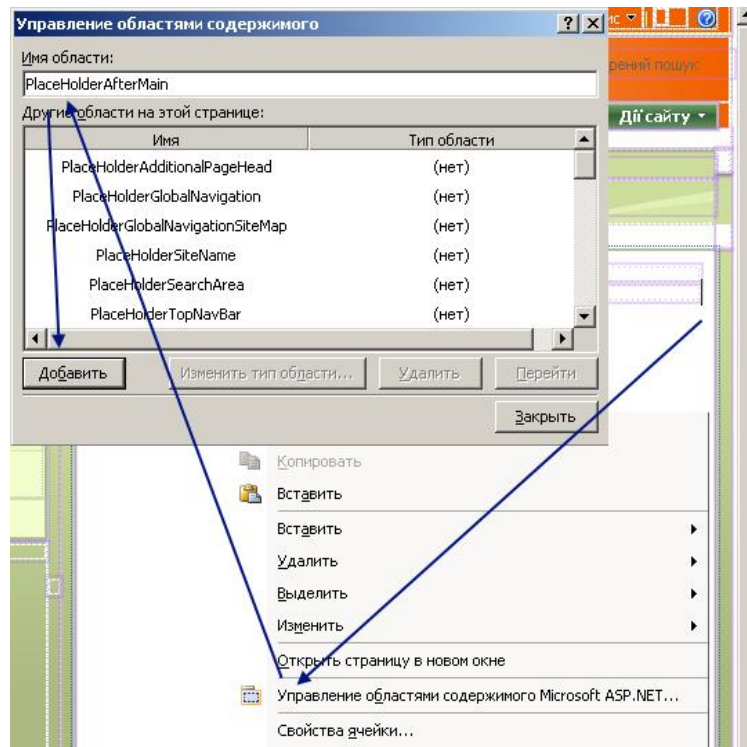 Управление областями содержимого
Имя области:
PlaceHolderAfterMain
Другие области на этой странице:
Имя Тип области
PlaceHolderAdditionalPageHead (нет)
PlaceHolderGlobalNavigation (нет)
PlaceHolderGlobalNavigationSiteMap (нет)
PlaceHolderSiteName (нет)
PlaceHolderSearchArea (нет)
PlaceHolderTopNavBar (нет)
Добавить Изменить тип области... Удалить Перейти
Закрыть
пошук
Дії сайту
Копировать
Вставить
Вставить
Удалить
Выделить
Изменить
Открыть страницу в новом окне
Управление областями содержимого Microsoft ASP.NET...
Свойства ячейки...